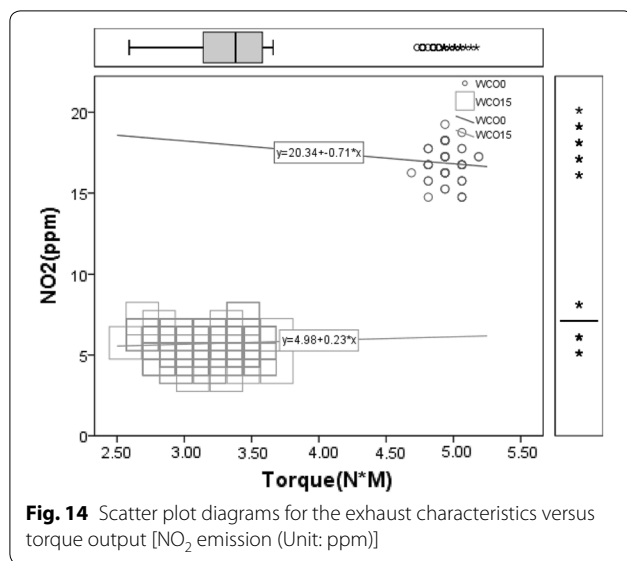 WCO0
WCO15
WCO0
WCO15
20
15
10
5
0
NO2(ppm)
y=20.34+-0.71*x
y=4.98+0.23*x
2.50 3.00 3.50 4.00 4.50 5.00 5.50
Torque(N*M)
Fig. 14 Scatter plot diagrams for the exhaust characteristics versus
torque output [NO₂ emission (Unit: ppm)]